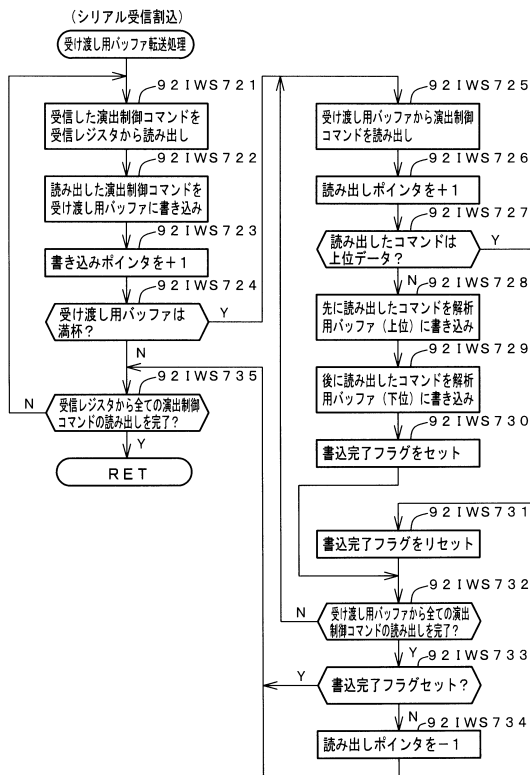 (シリアル受信割込)
受け渡し用バッファ転送処理
92IWS721
受信した演出制御コマンドを
受信レジスタから読み出し
92IWS722
読み出した演出制御コマンドを
受け渡し用バッファに書き込み
92IWS723
書き込みポインタを+1
92IWS724
受け渡し用バッファは
満杯?
Y
N
92IWS735
N
受信レジスタから全ての演出制御
コマンドの読み出しを完了?
Y
RET
92IWS725
受け渡し用バッファから演出制御
コマンドを読み出し
92IWS726
読み出しポインタを+1
92IWS727
読み出したコマンドは
上位データ?
Y
N
92IWS728
先に読み出したコマンドを解析
用バッファ(上位)に書き込み
92IWS729
後に読み出したコマンドを解析
用バッファ(下位)に書き込み
92IWS730
書込完了フラグをセット
92IWS731
書込完了フラグをリセット
92IWS732
N
受け渡し用バッファから全ての演出
制御コマンドの読み出しを完了?
Y
92IWS733
Y
書込完了フラグセット?
N
92IWS734
読み出しポインタを-1